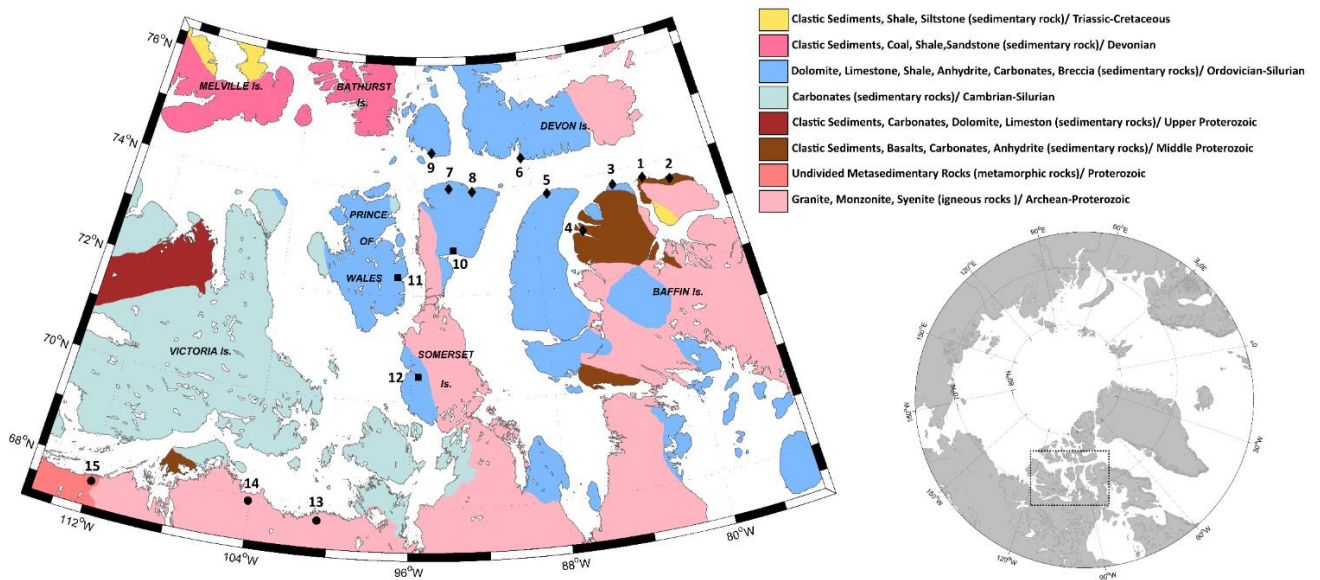 76°N
74°N
72°N
70°N
68°N
112°W
104°W
96°W
88°W
80°W
MELVILLE Is.
BATHURST
Is.
DEVON Is.
PRINCE
OF
WALES
VICTORIA Is.
SOMERSET
Is.
BAFFIN Is.
1
2
3
4
5
6
7
8
9
10
11
12
13
14
15
Clastic Sediments, Shale, Siltstone (sedimentary rock)/ Triassic-Cretaceous
Clastic Sediments, Coal, Shale,Sandstone (sedimentary rock)/ Devonian
Dolomite, Limestone, Shale, Anhydrite, Carbonates, Breccia (sedimentary rocks)/ Ordovician-Silurian
Carbonates (sedimentary rocks)/ Cambrian-Silurian
Clastic Sediments, Carbonates, Dolomite, Limeston (sedimentary rocks)/ Upper Proterozoic
Clastic Sediments, Basalts, Carbonates, Anhydrite (sedimentary rocks)/ Middle Proterozoic
Undivided Metasedimentary Rocks (metamorphic rocks)/ Proterozoic
Granite, Monzonite, Syenite (igneous rocks )/ Archean-Proterozoic
90°E
60°E
120°E
30°E
150°E
0°
180°W
70°N
80°N
30°W
150°W
60°W
120°W
90°W